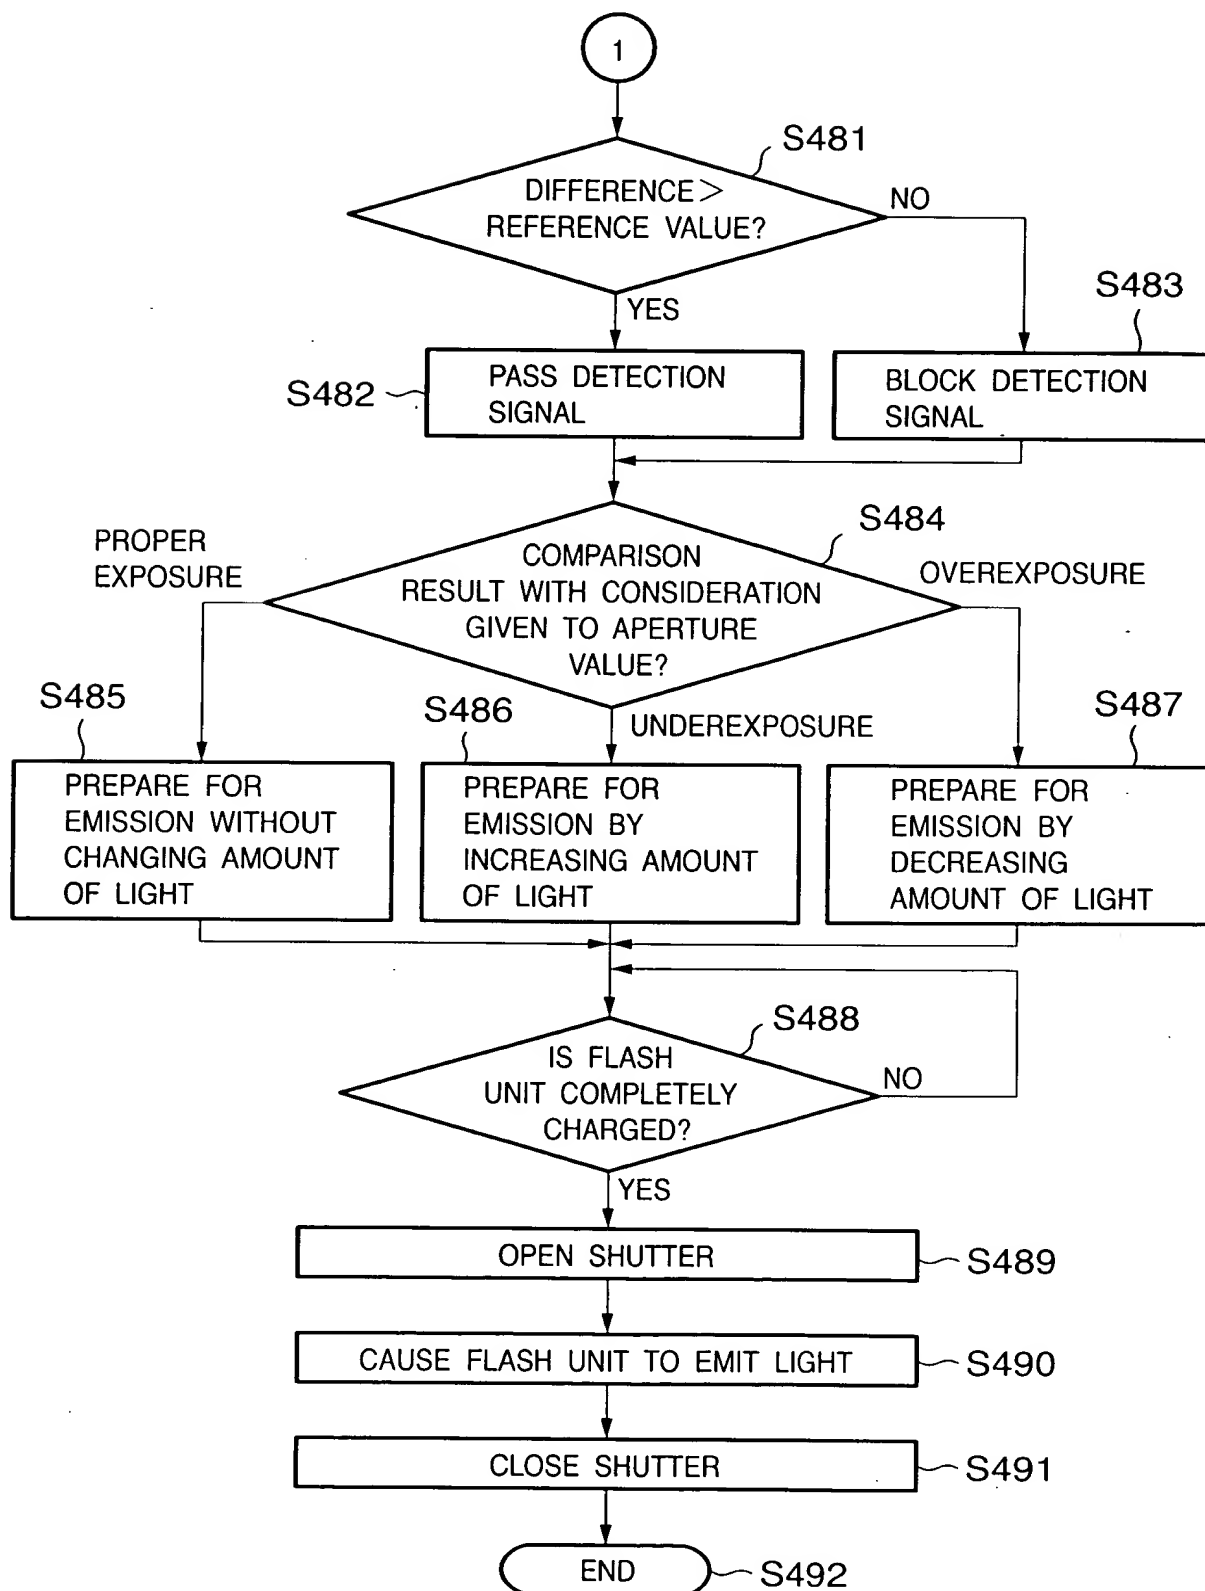 1
S481
DIFFERENCE>
REFERENCE VALUE?
NO
YES
S483
S482
PASS DETECTION
SIGNAL
BLOCK DETECTION
SIGNAL
S484
PROPER
EXPOSURE
COMPARISON
RESULT WITH CONSIDERATION
GIVEN TO APERTURE
VALUE?
OVEREXPOSURE
S485
S486
UNDEREXPOSURE
S487
PREPARE FOR
EMISSION WITHOUT
CHANGING AMOUNT
OF LIGHT
PREPARE FOR
EMISSION BY
INCREASING AMOUNT
OF LIGHT
PREPARE FOR
EMISSION BY
DECREASING
AMOUNT OF LIGHT
S488
IS FLASH
UNIT COMPLETELY
CHARGED?
NO
YES
OPEN SHUTTER
S489
CAUSE FLASH UNIT TO EMIT LIGHT
S490
CLOSE SHUTTER
S491
END
S492